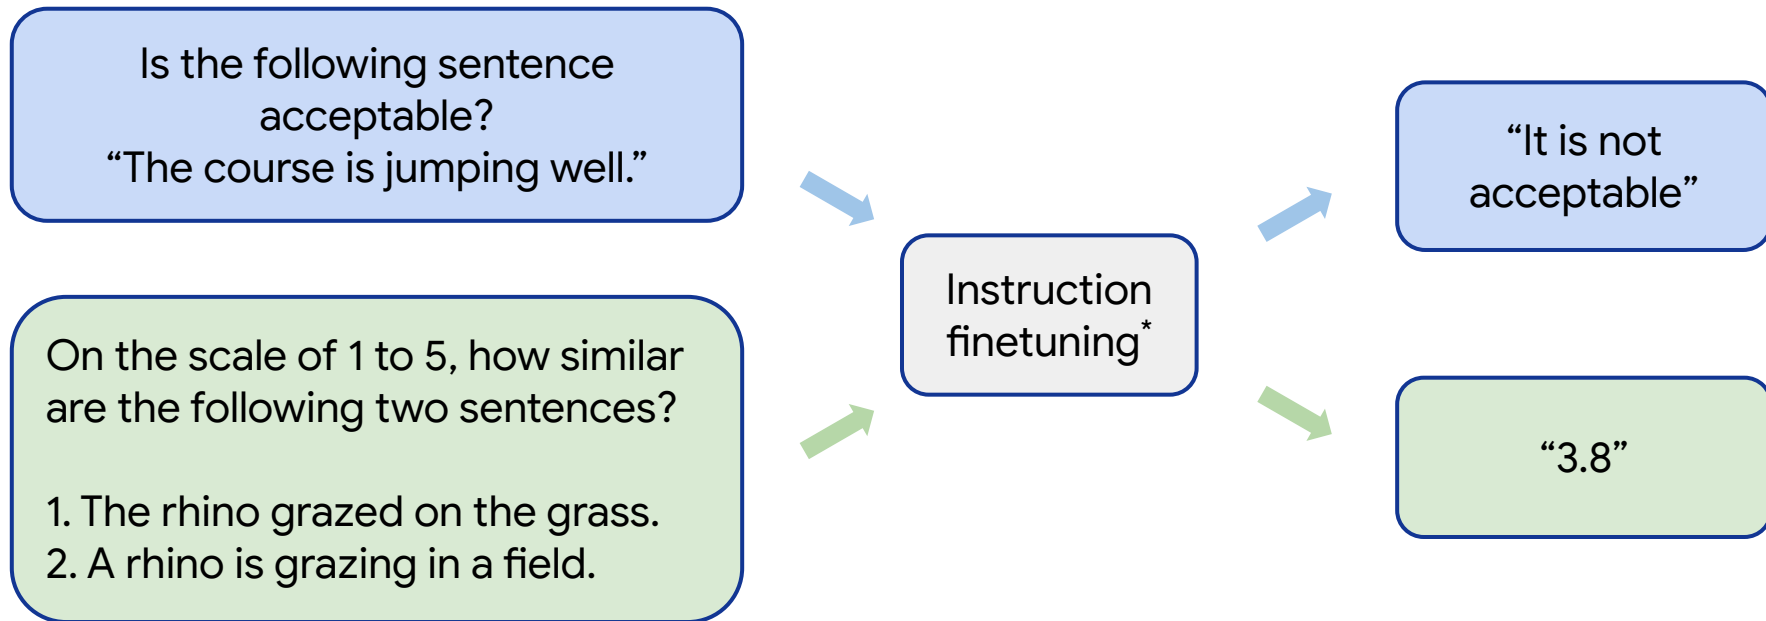 Is the following sentence
acceptable?
“The course is jumping well.”
On the scale of 1 to 5, how similar
are the following two sentences?
1. The rhino grazed on the grass.
2. A rhino is grazing in a field.
Instruction
finetuning*
“It is not
acceptable”
“3.8”